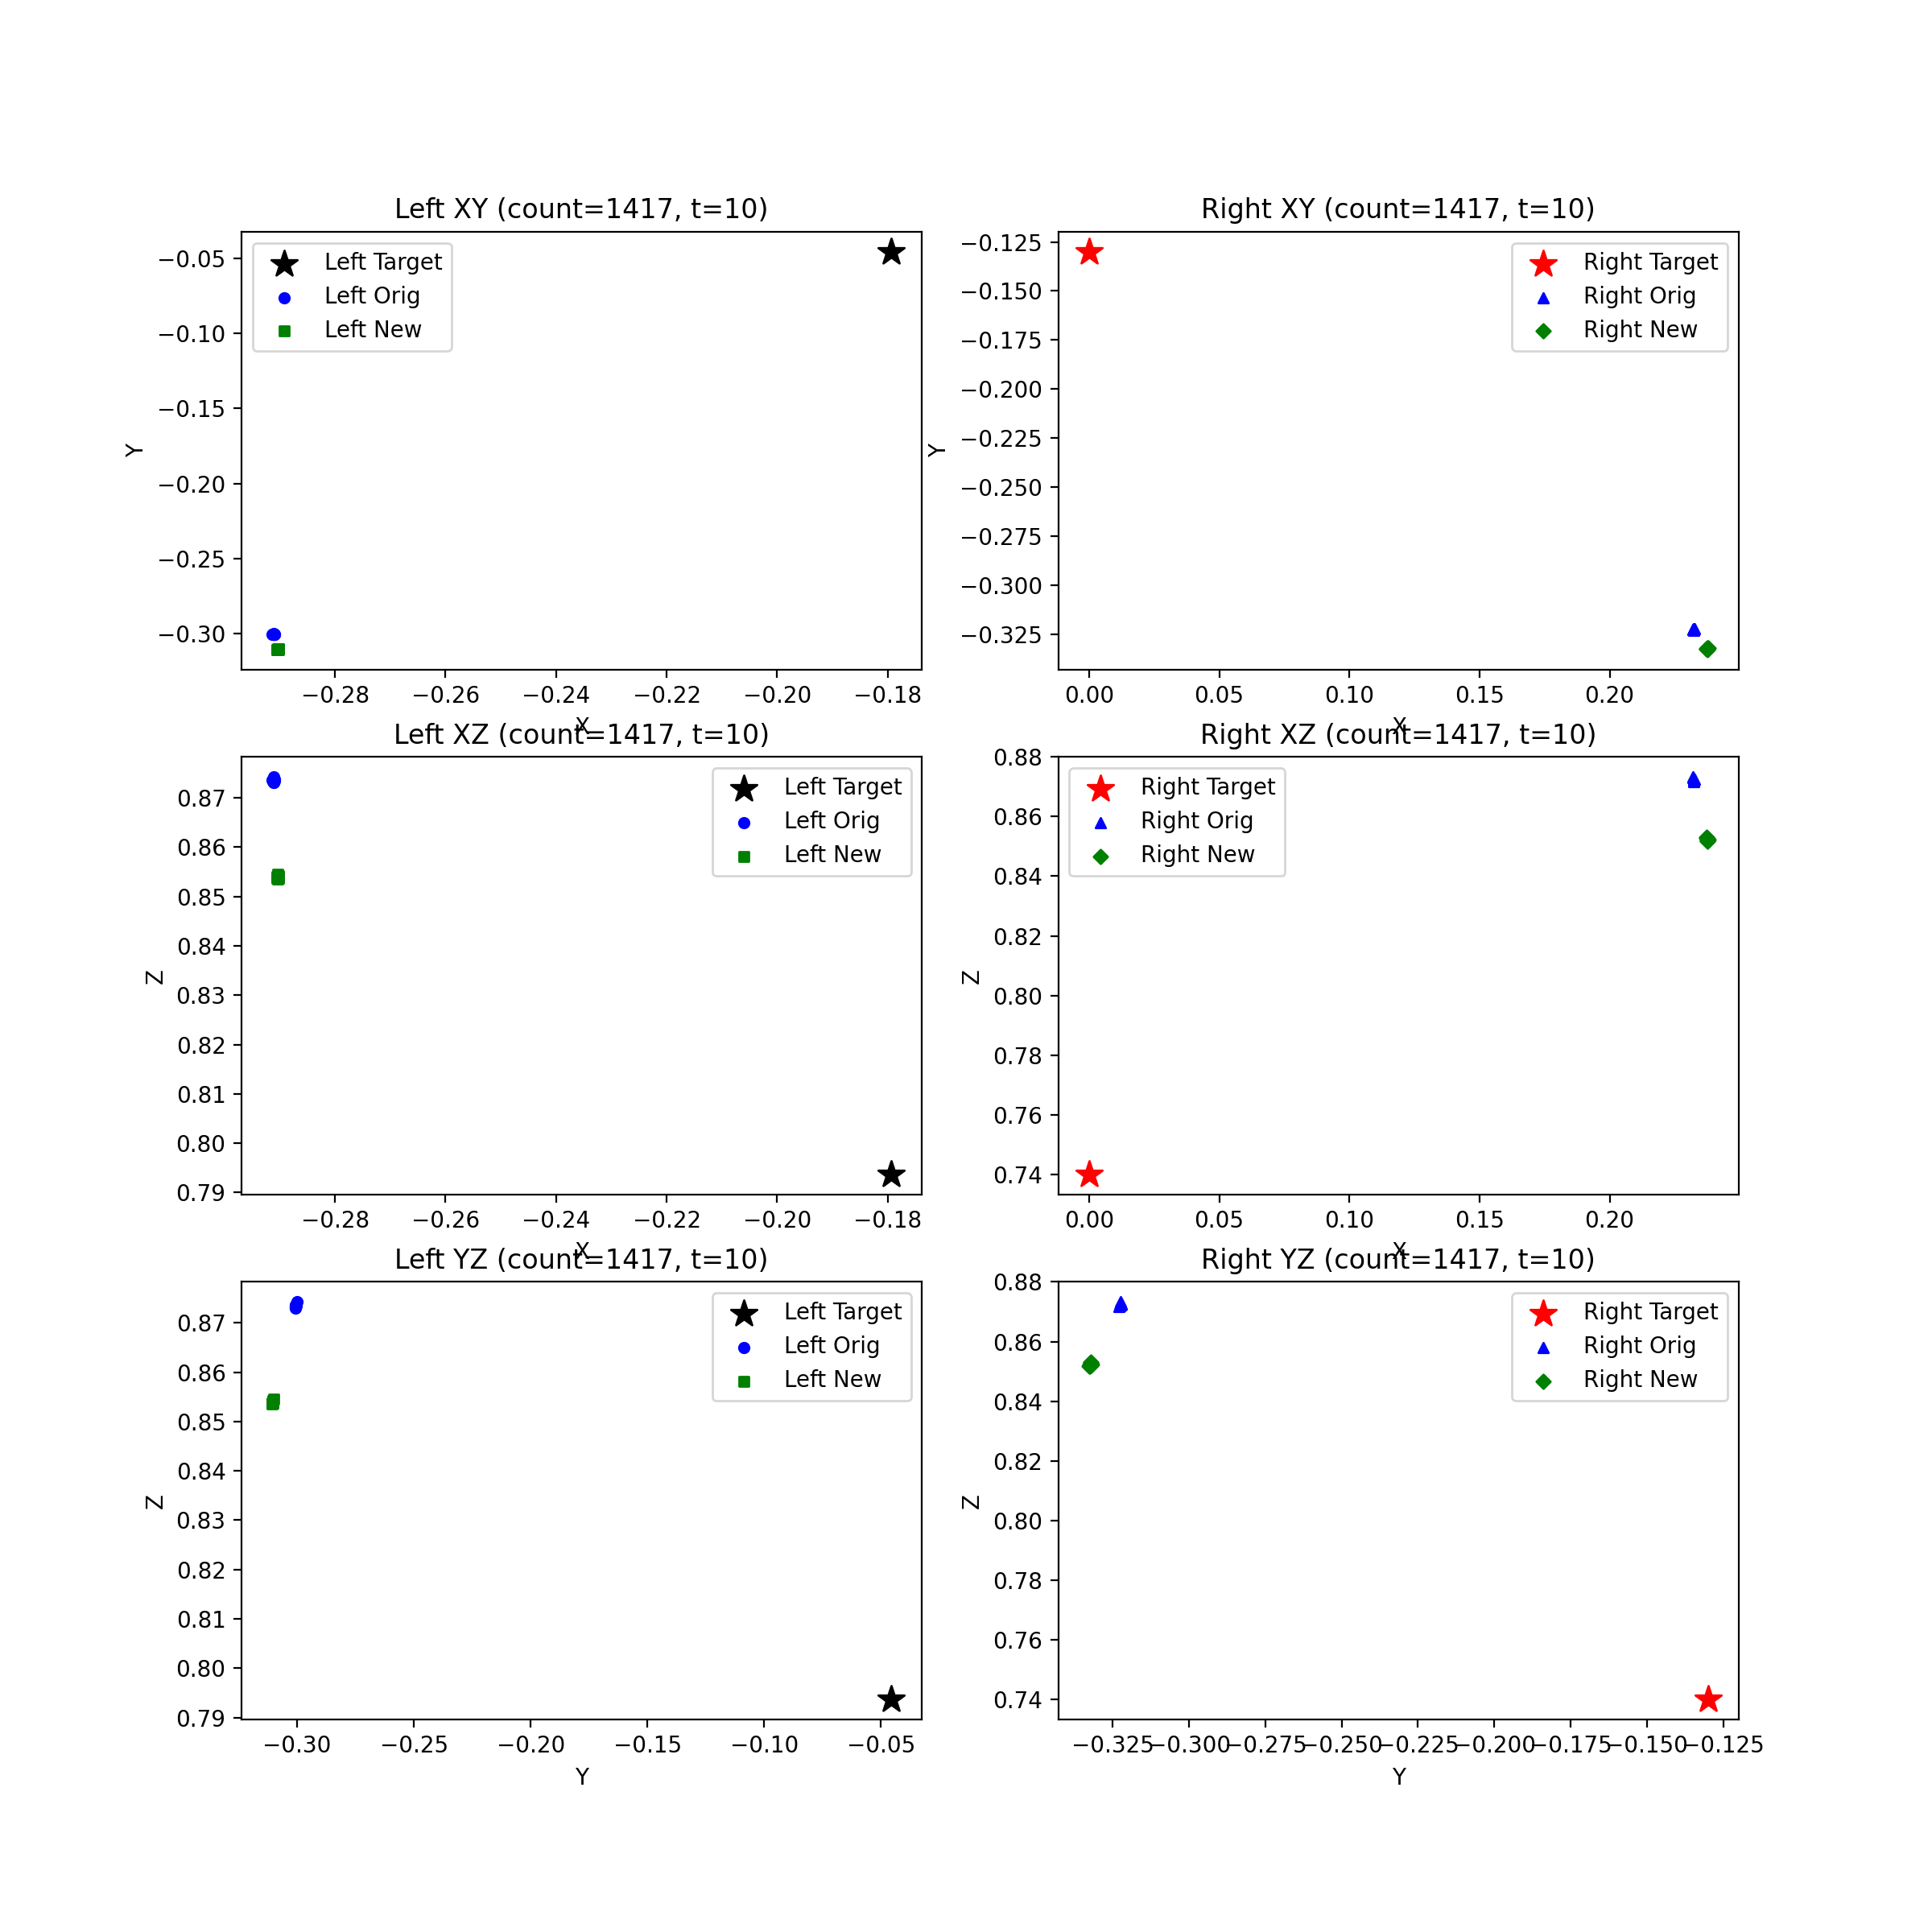 Left XY (count=1417, t=10)
Left Target
Left Orig
Left New
−0.05
−0.10
−0.15
−0.20
−0.25
−0.30
Y
−0.28
−0.26
−0.24
−0.22
−0.20
−0.18
X
Right XY (count=1417, t=10)
Right Target
Right Orig
Right New
−0.125
−0.150
−0.175
−0.200
−0.225
−0.250
−0.275
−0.300
−0.325
Y
0.00
0.05
0.10
0.15
0.20
X
Left XZ (count=1417, t=10)
Left Target
Left Orig
Left New
0.87
0.86
0.85
0.84
0.83
0.82
0.81
0.80
0.79
Z
−0.28
−0.26
−0.24
−0.22
−0.20
−0.18
X
Right XZ (count=1417, t=10)
Right Target
Right Orig
Right New
0.88
0.86
0.84
0.82
0.80
0.78
0.76
0.74
Z
0.00
0.05
0.10
0.15
0.20
X
Left YZ (count=1417, t=10)
Left Target
Left Orig
Left New
0.87
0.86
0.85
0.84
0.83
0.82
0.81
0.80
0.79
Z
−0.30
−0.25
−0.20
−0.15
−0.10
−0.05
Y
Right YZ (count=1417, t=10)
Right Target
Right Orig
Right New
0.88
0.86
0.84
0.82
0.80
0.78
0.76
0.74
Z
−0.325
−0.300
−0.275
−0.250
−0.225
−0.200
−0.175
−0.150
−0.125
Y